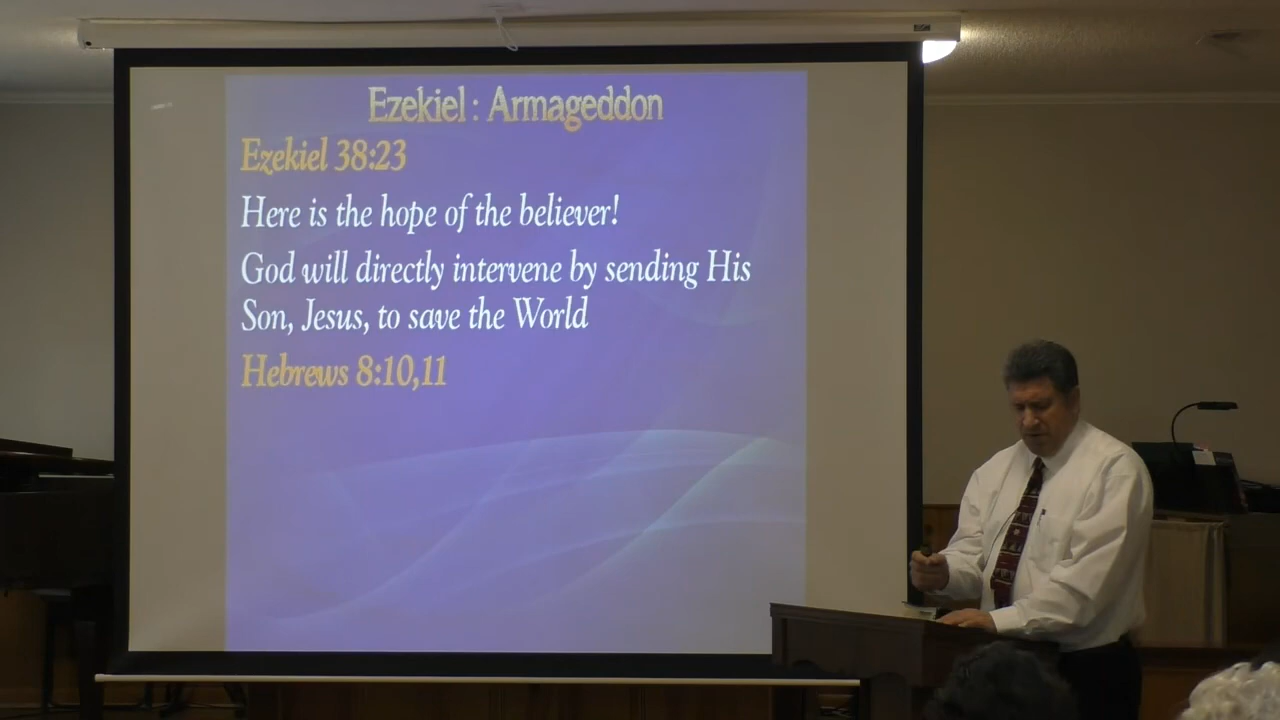 Ezekiel : Armageddon
Ezekiel 38:23
Here is the hope of the believer!
God will directly intervene by sending His
Son, Jesus, to save the World
Hebrews 8:10,11